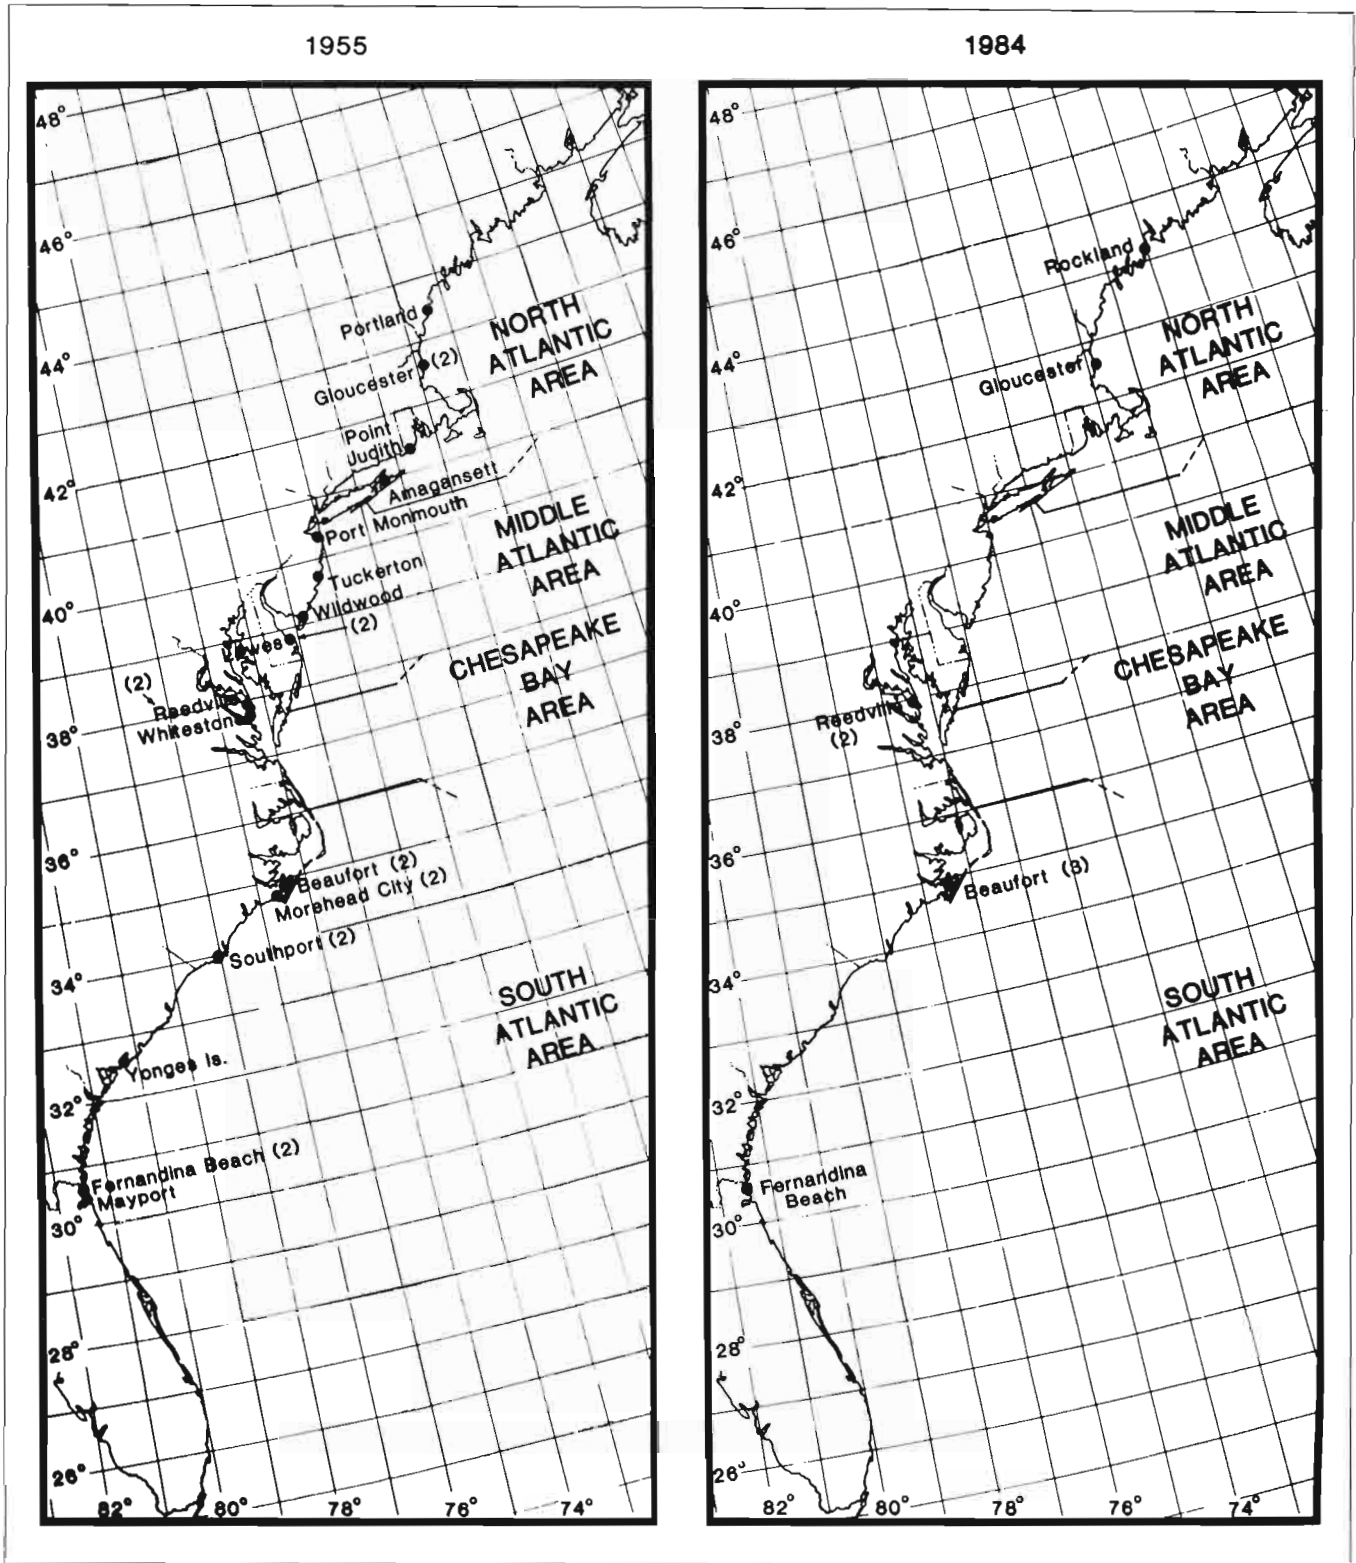 1955
48°
46°
44°
42°
40°
38°
36°
34°
32°
30°
28°
26°
82°
80°
78°
76°
74°
Portland
Gloucester (2)
Point
Judith
Amagansett
Port Monmouth
Tuckerton
Wildwood
Lewes (2)
(2)
Reedville
Whitestone
Beaufort (2)
Morehead City (2)
Southport (2)
Yonges Is.
Fernandina Beach (2)
Mayport
NORTH
ATLANTIC
AREA
MIDDLE
ATLANTIC
AREA
CHESAPEAKE
BAY
AREA
SOUTH
ATLANTIC
AREA
1984
48°
46°
44°
42°
40°
38°
36°
34°
32°
30°
28°
26°
82°
80°
78°
76°
74°
Rockland
Gloucester
Reedville
(2)
Beaufort (3)
Fernandina
Beach
NORTH
ATLANTIC
AREA
MIDDLE
ATLANTIC
AREA
CHESAPEAKE
BAY
AREA
SOUTH
ATLANTIC
AREA